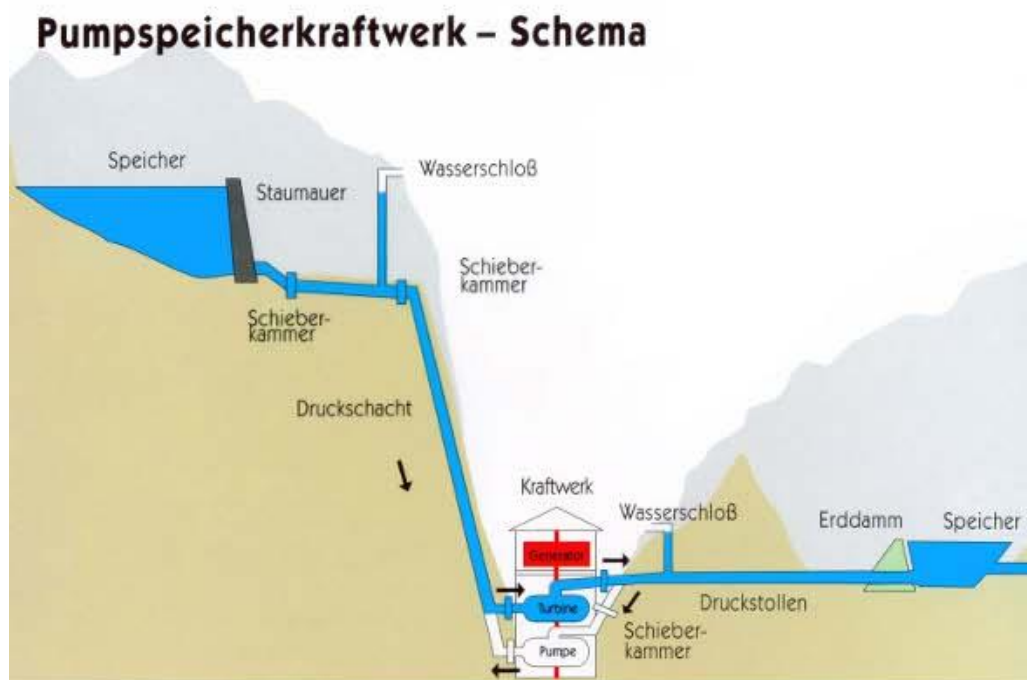 Pumpspeicherkraftwerk – Schema
Speicher
Wasserschloß
Staumauer
Schieber-
kammer
Schieber-
kammer
Druckschacht
Kraftwerk
Wasserschloß
Erddamm
Speicher
Generator
Turbine
Druckstollen
Schieber-
kammer
Pumpe